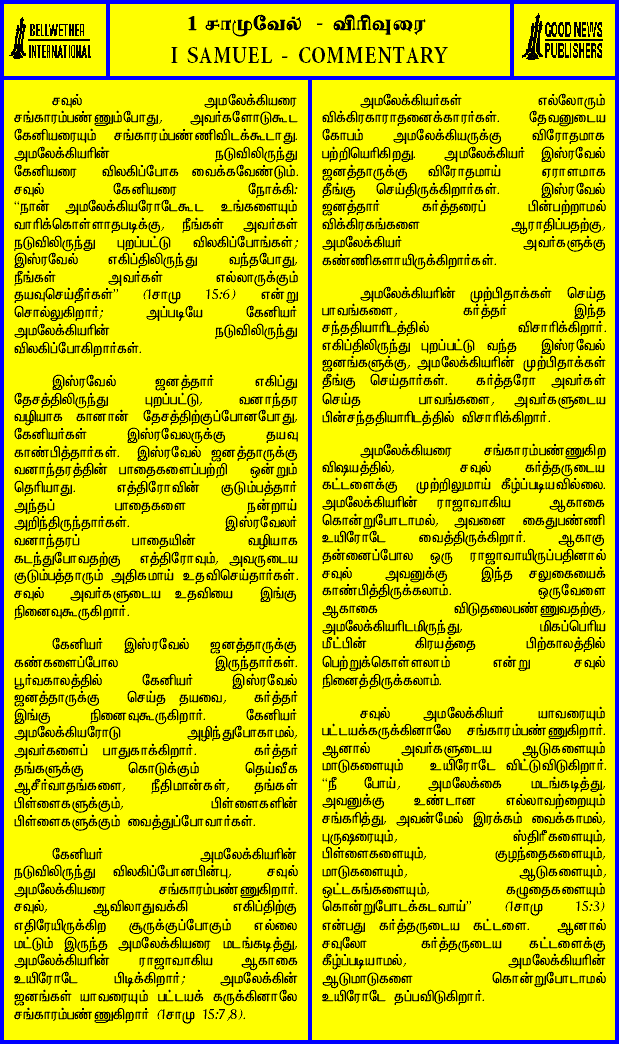 BELLWETHER
INTERNATIONAL
1 சாமுவேல் - விரிவுரை
I SAMUEL - COMMENTARY
GOOD NEWS
PUBLISHERS
சவுல் அமலேக்கியரை
சங்காரம்பண்ணும்போது, அவர்களோடுகூட
கேனியரையும் சங்காரம்பண்ணிவிடக்கூடாது.
அமலேக்கியரின் நடுவிலிருந்து
கேனியரை விலகிப்போக வைக்கவேண்டும்.
சவுல் கேனியரை நோக்கி:
“நான் அமலேக்கியரோடேகூட உங்களையும்
வாரிக்கொள்ளாதபடிக்கு, நீங்கள் அவர்கள்
நடுவிலிருந்து புறப்பட்டு விலகிப்போங்கள்;
இஸ்ரவேல் எகிப்திலிருந்து வந்தபோது,
நீங்கள் அவர்கள் எல்லாருக்கும்
தயவுசெய்தீர்கள்” (1சாமு 15:6) என்று
சொல்லுகிறார்; அப்படியே கேனியர்
அமலேக்கியரின் நடுவிலிருந்து
விலகிப்போகிறார்கள்.
இஸ்ரவேல் ஜனத்தார் எகிப்து
தேசத்திலிருந்து புறப்பட்டு, வனாந்தர
வழியாக கானான் தேசத்திற்குப்போனபோது,
கேனியர்கள் இஸ்ரவேலருக்கு தயவு
காண்பித்தார்கள். இஸ்ரவேல் ஜனத்தாருக்கு
வனாந்தரத்தின் பாதைகளைப்பற்றி ஒன்றும்
தெரியாது. எத்திரோவின் குடும்பத்தார்
அந்தப் பாதைகளை நன்றாய்
அறிந்திருந்தார்கள். இஸ்ரவேலர்
வனாந்தரப் பாதையின் வழியாக
கடந்துபோவதற்கு எத்திரோவும், அவருடைய
குடும்பத்தாரும் அதிகமாய் உதவிசெய்தார்கள்.
சவுல் அவர்களுடைய உதவியை இங்கு
நினைவுகூருகிறார்.
கேனியர் இஸ்ரவேல் ஜனத்தாருக்கு
கண்களைப்போல இருந்தார்கள்.
பூர்வகாலத்தில் கேனியர் இஸ்ரவேல்
ஜனத்தாருக்கு செய்த தயவை, கர்த்தர்
இங்கு நினைவுகூருகிறார். கேனியர்
அமலேக்கியரோடு அழிந்துபோகாமல்,
அவர்களைப் பாதுகாக்கிறார். கர்த்தர்
தங்களுக்கு கொடுக்கும் தெய்வீக
ஆசீர்வாதங்களை, நீதிமான்கள், தங்கள்
பிள்ளைகளுக்கும், பிள்ளைகளின்
பிள்ளைகளுக்கும் வைத்துப்போவார்கள்.
கேனியர் அமலேக்கியரின்
நடுவிலிருந்து விலகிப்போனபின்பு, சவுல்
அமலேக்கியரை சங்காரம்பண்ணுகிறார்.
சவுல், ஆவிலாதுவக்கி எகிப்திற்கு
எதிரேயிருக்கிற சூருக்குப்போகும் எல்லை
மட்டும் இருந்த அமலேக்கியரை மடங்கடித்து,
அமலேக்கியரின் ராஜாவாகிய ஆகாகை
உயிரோடே பிடிக்கிறார்; அமலேக்கின்
ஜனங்கள் யாவரையும் பட்டயக் கருக்கினாலே
சங்காரம்பண்ணுகிறார் (1சாமு 15:7,8).
அமலேக்கியர்கள் எல்லோரும்
விக்கிரகாராதனைக்காரர்கள். தேவனுடைய
கோபம் அமலேக்கியருக்கு விரோதமாக
பற்றியெரிகிறது. அமலேக்கியர் இஸ்ரவேல்
ஜனத்தாருக்கு விரோதமாய் ஏராளமாக
தீங்கு செய்திருக்கிறார்கள். இஸ்ரவேல்
ஜனத்தார் கர்த்தரைப் பின்பற்றாமல்
விக்கிரகங்களை ஆராதிப்பதற்கு,
அமலேக்கியர் அவர்களுக்கு
கண்ணிகளாயிருக்கிறார்கள்.
அமலேக்கியரின் முற்பிதாக்கள் செய்த
பாவங்களை, கர்த்தர் இந்த
சந்ததியாரிடத்தில் விசாரிக்கிறார்.
எகிப்திலிருந்து புறப்பட்டு வந்த இஸ்ரவேல்
ஜனங்களுக்கு, அமலேக்கியரின் முற்பிதாக்கள்
தீங்கு செய்தார்கள். கர்த்தரோ அவர்கள்
செய்த பாவங்களை, அவர்களுடைய
பின்சந்ததியாரிடத்தில் விசாரிக்கிறார்.
அமலேக்கியரை சங்காரம்பண்ணுகிற
விஷயத்தில், சவுல் கர்த்தருடைய
கட்டளைக்கு முற்றிலுமாய் கீழ்ப்படியவில்லை.
அமலேக்கியரின் ராஜாவாகிய ஆகாகை
கொன்றுபோடாமல், அவனை கைதுபண்ணி
உயிரோடே வைத்திருக்கிறார். ஆகாகு
தன்னைப்போல ஒரு ராஜாவாயிருப்பதினால்
சவுல் அவனுக்கு இந்த சலுகையைக்
காண்பித்திருக்கலாம். ஒருவேளை
ஆகாகை விடுதலைபண்ணுவதற்கு,
அமலேக்கியரிடமிருந்து, மிகப்பெரிய
மீட்பின் கிரயத்தை பிற்காலத்தில்
பெற்றுக்கொள்ளலாம் என்று சவுல்
நினைத்திருக்கலாம்.
சவுல் அமலேக்கியர் யாவரையும்
பட்டயக்கருக்கினாலே சங்காரம்பண்ணுகிறார்.
ஆனால் அவர்களுடைய ஆடுகளையும்
மாடுகளையும் உயிரோடே விட்டுவிடுகிறார்.
“நீ போய், அமலேக்கை மடங்கடித்து,
அவனுக்கு உண்டான எல்லாவற்றையும்
சங்கரித்து, அவன்மேல் இரக்கம் வைக்காமல்,
புருஷரையும், ஸ்திரீகளையும்,
பிள்ளைகளையும், குழந்தைகளையும்,
மாடுகளையும், ஆடுகளையும்,
ஒட்டகங்களையும், கழுதைகளையும்
கொன்றுபோடக்கடவாய்” (1சாமு 15:3)
என்பது கர்த்தருடைய கட்டளை. ஆனால்
சவுலோ கர்த்தருடைய கட்டளைக்கு
கீழ்ப்படியாமல், அமலேக்கியரின்
ஆடுமாடுகளை கொன்றுபோடாமல்
உயிரோடே தப்பவிடுகிறார்.